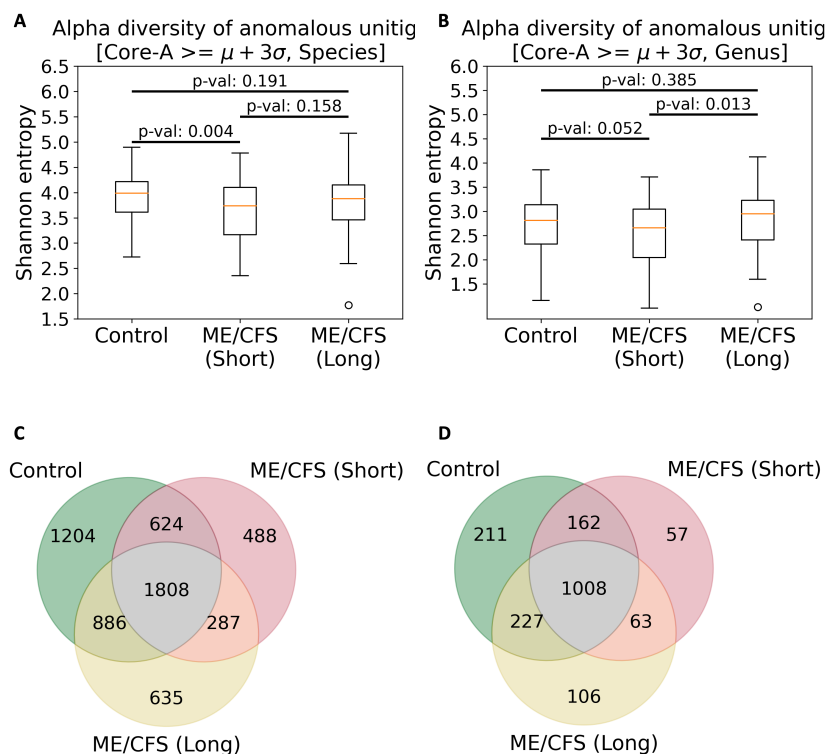 A
Alpha diversity of anomalous unitig
[Core-A >= μ + 3σ, Species]
6.5
6.0
5.5
5.0
4.5
4.0
3.5
3.0
2.5
2.0
1.5
Shannon entropy
p-val: 0.191
p-val: 0.158
p-val: 0.004
Control
ME/CFS
(Short)
ME/CFS
(Long)
B
Alpha diversity of anomalous unitig
[Core-A >= μ + 3σ, Genus]
6.0
5.5
5.0
4.5
4.0
3.5
3.0
2.5
2.0
1.5
Shannon entropy
p-val: 0.385
p-val: 0.013
p-val: 0.052
Control
ME/CFS
(Short)
ME/CFS
(Long)
C
Control
ME/CFS (Short)
1204
624
488
1808
886
287
635
ME/CFS (Long)
D
Control
ME/CFS (Short)
211
162
57
1008
227
63
106
ME/CFS (Long)